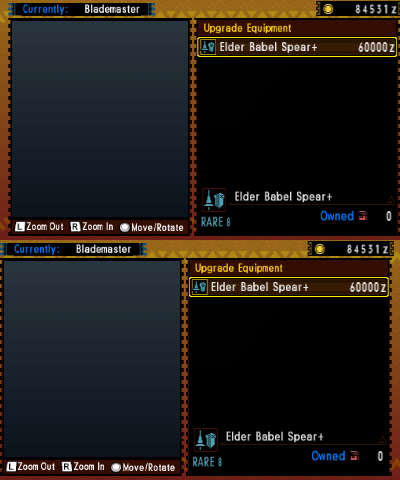 Currently: Blademaster 84531z
Upgrade Equipment
Elder Babel Spear+ 60000z
Elder Babel Spear+
Owned 0
RARE 8
L Zoom Out R Zoom In Move/Rotate
Currently: Blademaster 84531z
Upgrade Equipment
Elder Babel Spear+ 60000z
Elder Babel Spear+
Owned 0
RARE 8
L Zoom Out R Zoom In Move/Rotate